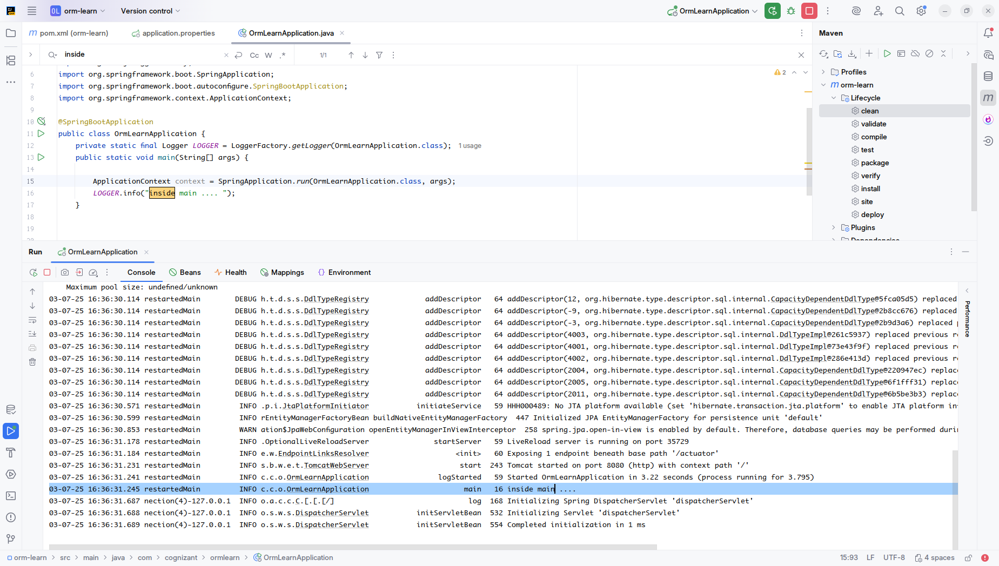 OL orm-learn Version control OrmLearnApplication
pom.xml (orm-learn) application.properties OrmLearnApplication.java Maven
inside Cc W .* 1/1
6 import org.springframework.boot.SpringApplication;
7 import org.springframework.boot.autoconfigure.SpringBootApplication;
8 import org.springframework.context.ApplicationContext;
9
10 @SpringBootApplication
11 public class OrmLearnApplication {
12 private static final Logger LOGGER = LoggerFactory.getLogger(OrmLearnApplication.class); 1 usage
13 public static void main(String[] args) {
14
15 ApplicationContext context = SpringApplication.run(OrmLearnApplication.class, args);
16 LOGGER.info("inside main .... ");
17 }
18
19
2
Profiles
orm-learn
Lifecycle
clean
validate
compile
test
package
verify
install
site
deploy
Plugins
Dependencies
Run OrmLearnApplication
Console Beans Health Mappings Environment
Maximum pool size: undefined/unknown
03-07-25 16:36:30.114 restartedMain DEBUG h.t.d.s.s.DdlTypeRegistry addDescriptor 64 addDescriptor(12, org.hibernate.type.descriptor.sql.internal.CapacityDependentDdlType@5fca05d5) replaced
03-07-25 16:36:30.114 restartedMain DEBUG h.t.d.s.s.DdlTypeRegistry addDescriptor 64 addDescriptor(-9, org.hibernate.type.descriptor.sql.internal.CapacityDependentDdlType@2b8cc676) replaced
03-07-25 16:36:30.114 restartedMain DEBUG h.t.d.s.s.DdlTypeRegistry addDescriptor 64 addDescriptor(-3, org.hibernate.type.descriptor.sql.internal.CapacityDependentDdlType@2b9d3a6) replaced
03-07-25 16:36:30.114 restartedMain DEBUG h.t.d.s.s.DdlTypeRegistry addDescriptor 64 addDescriptor(4003, org.hibernate.type.descriptor.sql.internal.DdlTypeImpl@261c5937) replaced previous re
03-07-25 16:36:30.114 restartedMain DEBUG h.t.d.s.s.DdlTypeRegistry addDescriptor 64 addDescriptor(4001, org.hibernate.type.descriptor.sql.internal.DdlTypeImpl@73e43f9f) replaced previous re
03-07-25 16:36:30.114 restartedMain DEBUG h.t.d.s.s.DdlTypeRegistry addDescriptor 64 addDescriptor(4002, org.hibernate.type.descriptor.sql.internal.DdlTypeImpl@286e413d) replaced previous re
03-07-25 16:36:30.114 restartedMain DEBUG h.t.d.s.s.DdlTypeRegistry addDescriptor 64 addDescriptor(2004, org.hibernate.type.descriptor.sql.internal.CapacityDependentDdlType@220947ec) replace
03-07-25 16:36:30.114 restartedMain DEBUG h.t.d.s.s.DdlTypeRegistry addDescriptor 64 addDescriptor(2005, org.hibernate.type.descriptor.sql.internal.CapacityDependentDdlType@6f1fff31) replace
03-07-25 16:36:30.114 restartedMain DEBUG h.t.d.s.s.DdlTypeRegistry addDescriptor 64 addDescriptor(2011, org.hibernate.type.descriptor.sql.internal.CapacityDependentDdlType@6b5be3b3) replace
03-07-25 16:36:30.571 restartedMain INFO .p.i.JtaPlatformInitiator initiateService 59 HHH000489: No JTA platform available (set 'hibernate.transaction.jta.platform' to enable JTA platform in
03-07-25 16:36:30.599 restartedMain INFO rEntityManagerFactoryBean buildNativeEntityManagerFactory 447 Initialized JPA EntityManagerFactory for persistence unit 'default'
03-07-25 16:36:30.853 restartedMain WARN ation$JpaWebConfiguration openEntityManagerInViewInterceptor 258 spring.jpa.open-in-view is enabled by default. Therefore, database queries may be performed duri
03-07-25 16:36:31.178 restartedMain INFO .OptionalLiveReloadServer startServer 59 LiveReload server is running on port 35729
03-07-25 16:36:31.184 restartedMain INFO e.w.EndpointLinksResolver <init> 60 Exposing 1 endpoint beneath base path '/actuator'
03-07-25 16:36:31.231 restartedMain INFO s.b.w.e.t.TomcatWebServer start 243 Tomcat started on port 8080 (http) with context path '/'
03-07-25 16:36:31.241 restartedMain INFO c.c.o.OrmLearnApplication logStarted 59 Started OrmLearnApplication in 3.22 seconds (process running for 3.795)
03-07-25 16:36:31.245 restartedMain INFO c.c.o.OrmLearnApplication main 16 inside main ....
03-07-25 16:36:31.687 nection(4)-127.0.0.1 INFO o.a.c.c.C.[.[.[/] log 168 Initializing Spring DispatcherServlet 'dispatcherServlet'
03-07-25 16:36:31.688 nection(4)-127.0.0.1 INFO o.s.w.s.DispatcherServlet initServletBean 532 Initializing Servlet 'dispatcherServlet'
03-07-25 16:36:31.689 nection(4)-127.0.0.1 INFO o.s.w.s.DispatcherServlet initServletBean 554 Completed initialization in 1 ms
Performance
orm-learn > src > main > java > com > cognizant > ormlearn > OrmLearnApplication 15:93 LF UTF-8 4 spaces